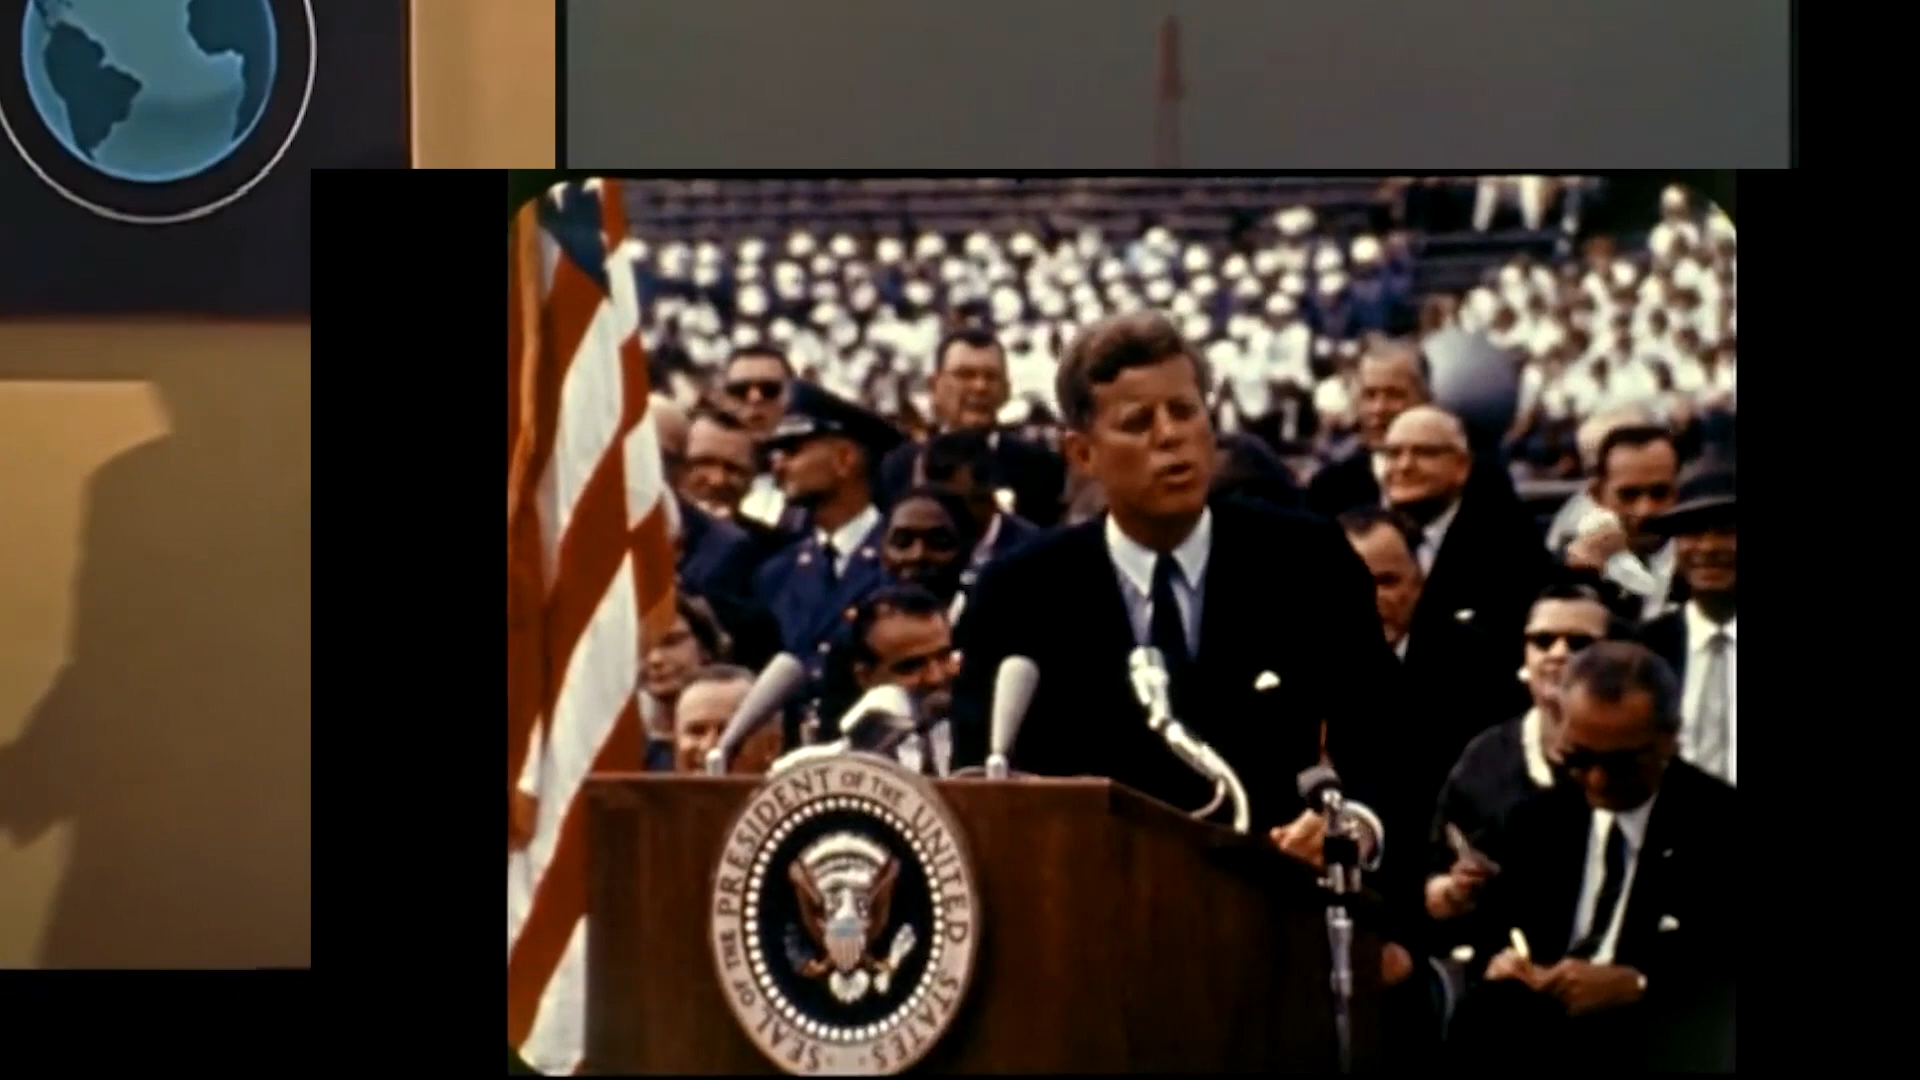 SEAL OF THE PRESIDENT OF THE UNITED STATES